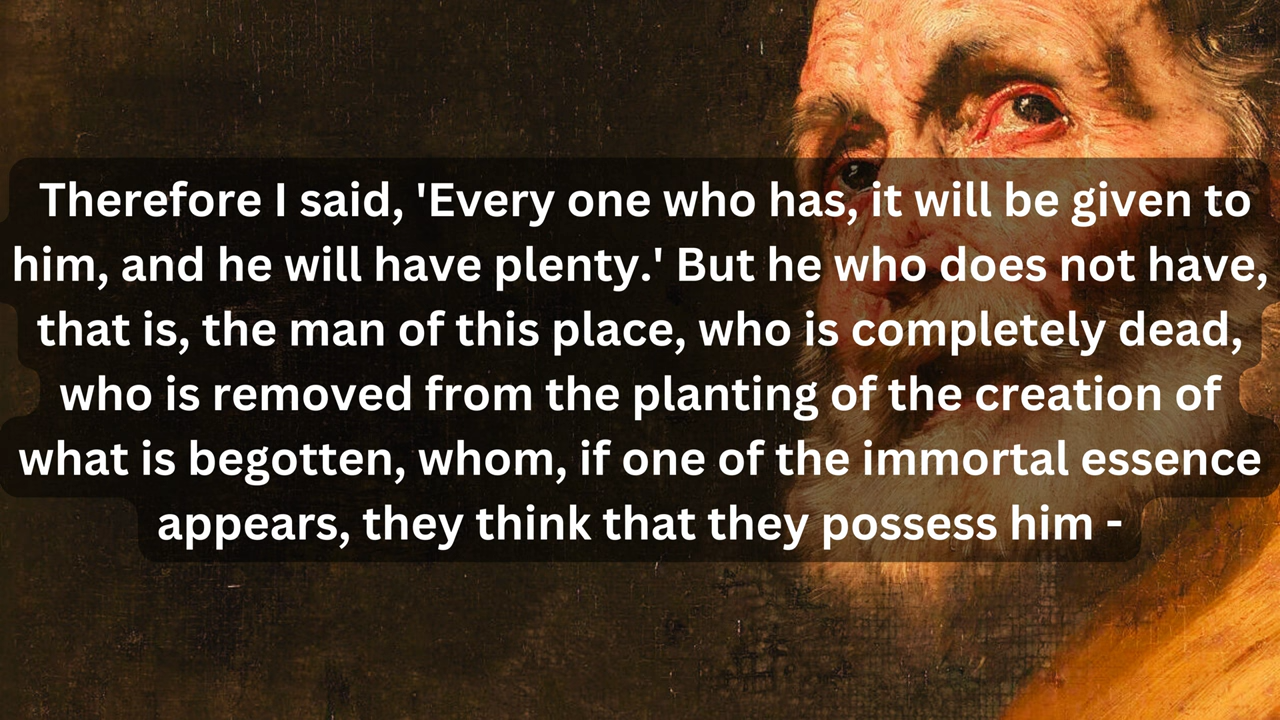 Therefore I said, 'Every one who has, it will be given to
him, and he will have plenty.' But he who does not have,
that is, the man of this place, who is completely dead,
who is removed from the planting of the creation of
what is begotten, whom, if one of the immortal essence
appears, they think that they possess him -